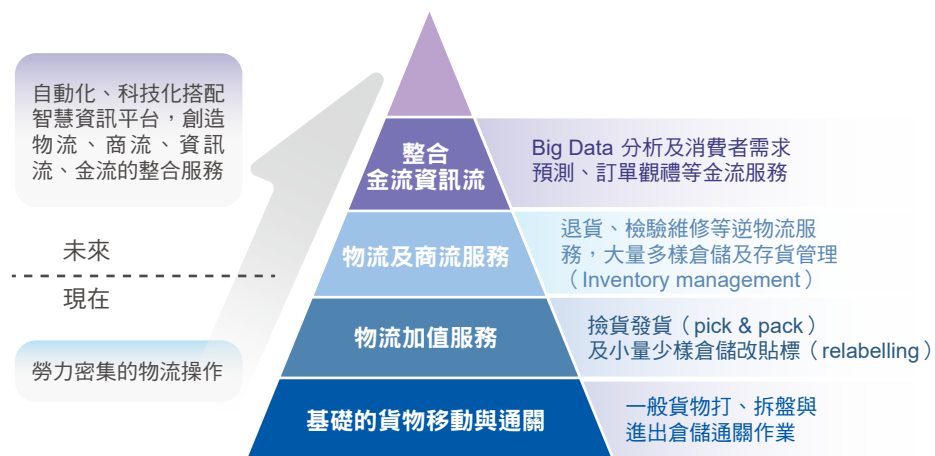 自動化、科技化搭配
智慧資訊平台，創造
物流、商流、資訊
流、金流的整合服務
未來
現在
勞力密集的物流操作
整合
金流資訊流
Big Data 分析及消費者需求
預測、訂單觀禮等金流服務
物流及商流服務
退貨、檢驗維修等逆物流服
務，大量多樣倉儲及存貨管理
（Inventory management）
物流加值服務
撿貨發貨（pick & pack）
及小量少樣倉儲改貼標（relabelling）
基礎的貨物移動與通關
一般貨物打、拆盤與
進出倉儲通關作業